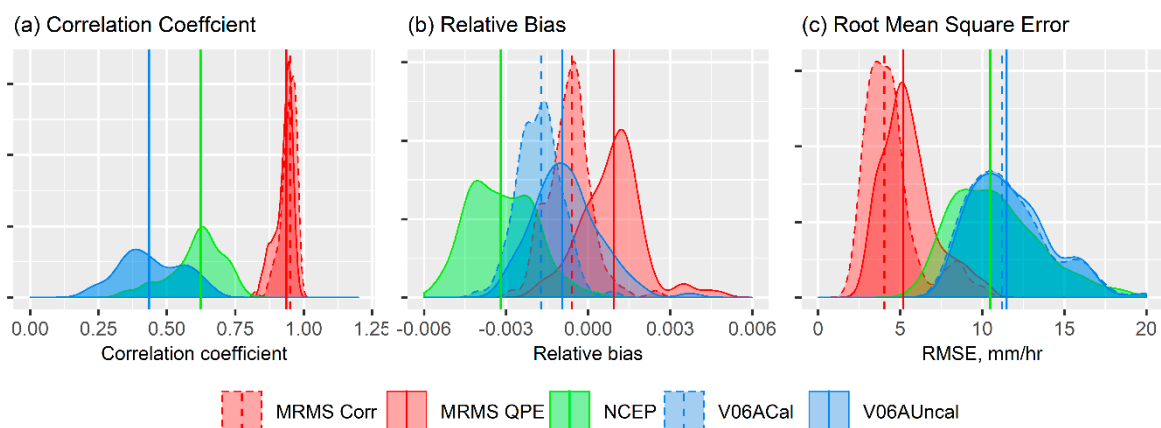 (a) Correlation Coeffcient
(b) Relative Bias
(c) Root Mean Square Error
0.00 0.25 0.50 0.75 1.00 1.25
-0.006 -0.003 0.000 0.003 0.006
0 5 10 15 20
Correlation coefficient
Relative bias
RMSE, mm/hr
MRMS Corr MRMS QPE NCEP V06ACal V06AUncal